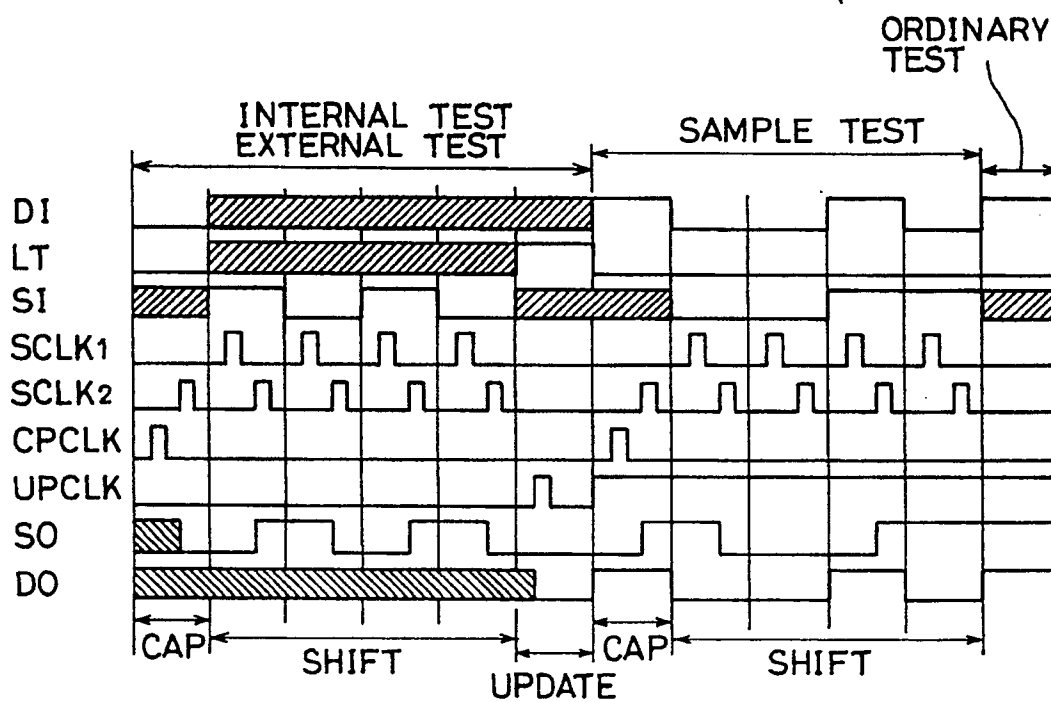 ORDINARY
TEST
INTERNAL TEST
EXTERNAL TEST
SAMPLE TEST
DI
LT
SI
SCLK1
SCLK2
CPCLK
UPCLK
SO
DO
CAP
SHIFT
UPDATE
CAP
SHIFT